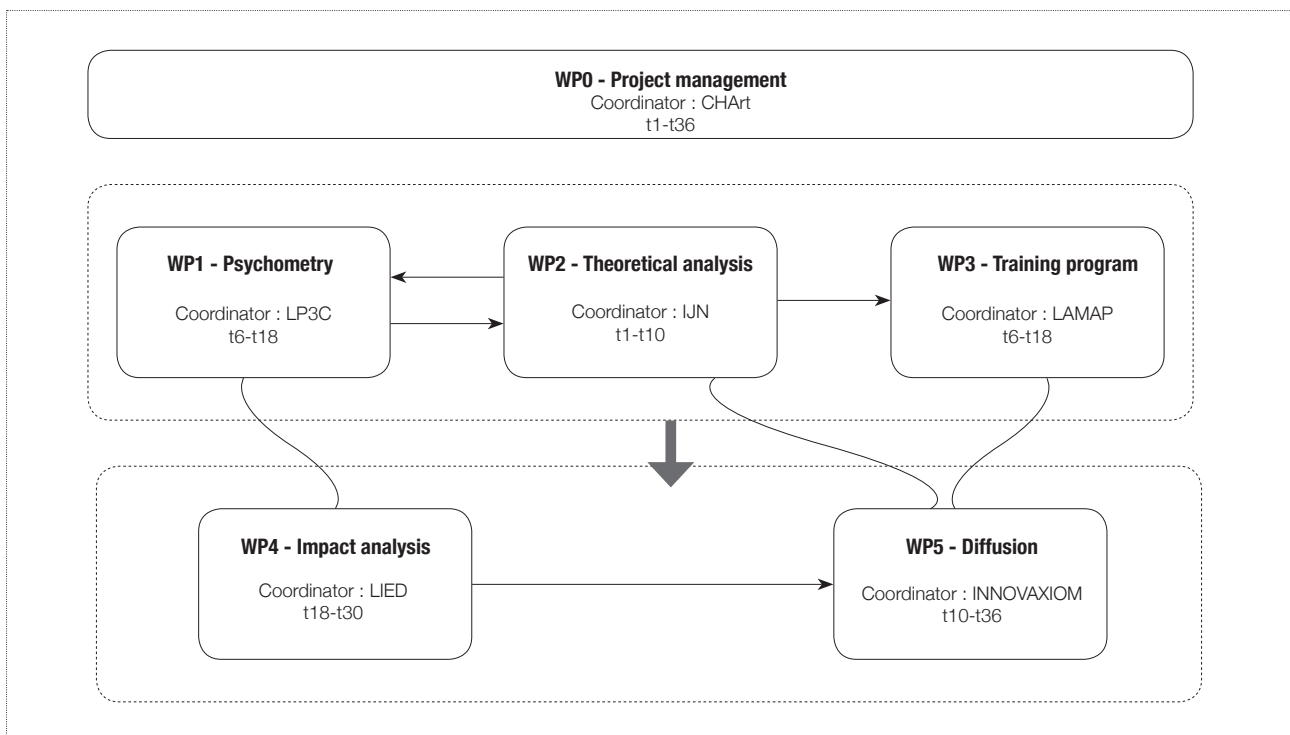 WP0 - Project management
Coordinator : CHArt
t1-t36
WP1 - Psychometry
Coordinator : LP3C
t6-t18
WP2 - Theoretical analysis
Coordinator : IJN
t1-t10
WP3 - Training program
Coordinator : LAMAP
t6-t18
WP4 - Impact analysis
Coordinator : LIED
t18-t30
WP5 - Diffusion
Coordinator : INNOVAXIOM
t10-t36